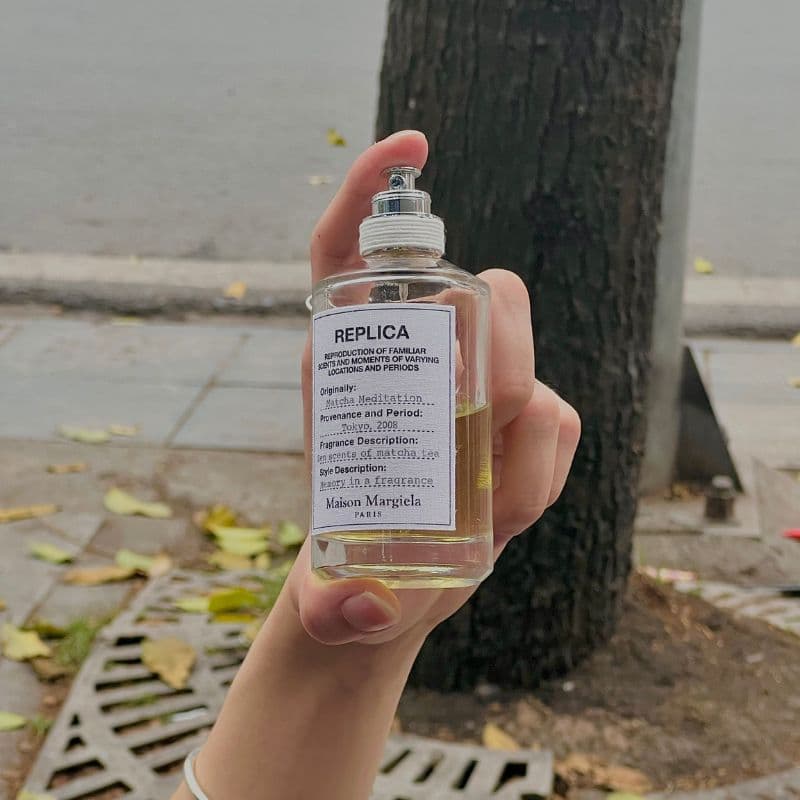 REPLICA
REPRODUCTION OF FAMILIAR
SCENTS AND MOMENTS OF VARYING
LOCATIONS AND PERIODS
Originally:
Matcha Meditation
Provenance and Period:
Tokyo, 2008
Fragrance Description:
scents of matcha tea
Style Description:
Memory in a fragrance
Maison Margiela
PARIS